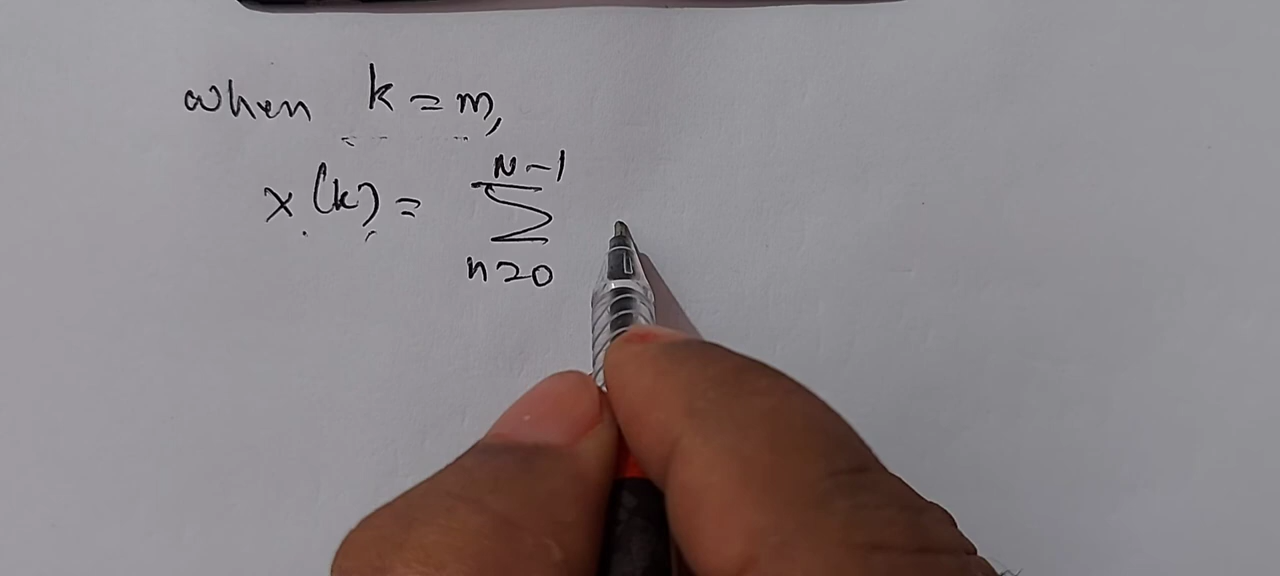 when k = m,
x(k) = N-1
∑
n=0